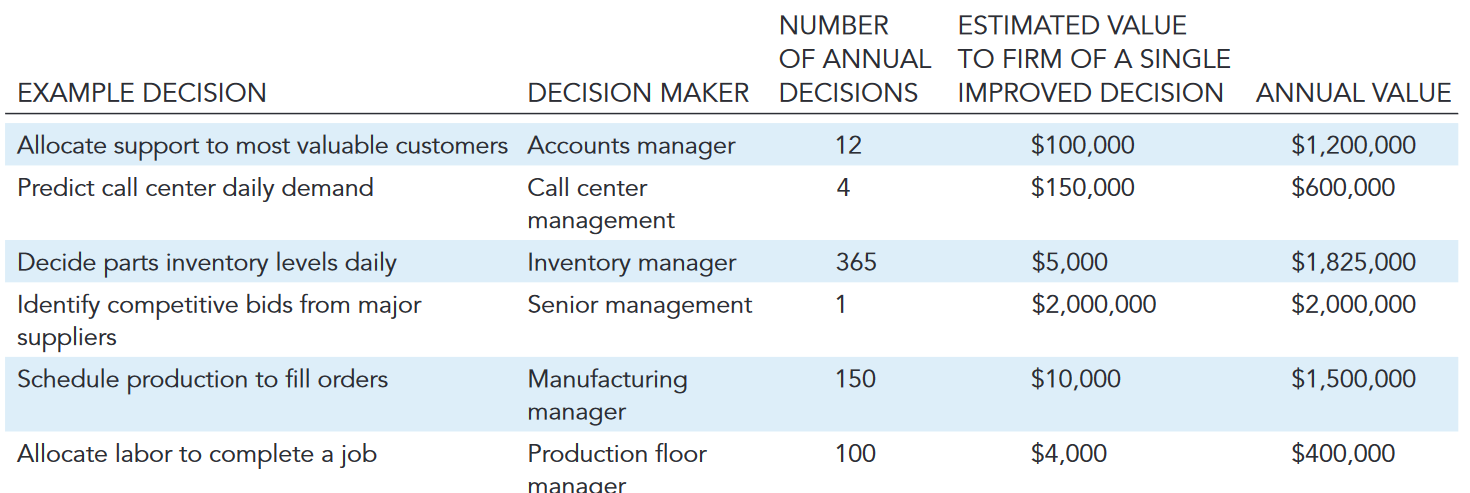 NUMBER ESTIMATED VALUE
OF ANNUAL TO FIRM OF A SINGLE
EXAMPLE DECISION DECISION MAKER DECISIONS IMPROVED DECISION ANNUAL VALUE
Allocate support to most valuable customers Accounts manager 12 $100,000 $1,200,000
Predict call center daily demand Call center 4 $150,000 $600,000
management
Decide parts inventory levels daily Inventory manager 365 $5,000 $1,825,000
Identify competitive bids from major Senior management 1 $2,000,000 $2,000,000
suppliers
Schedule production to fill orders Manufacturing 150 $10,000 $1,500,000
manager
Allocate labor to complete a job Production floor 100 $4,000 $400,000
manager